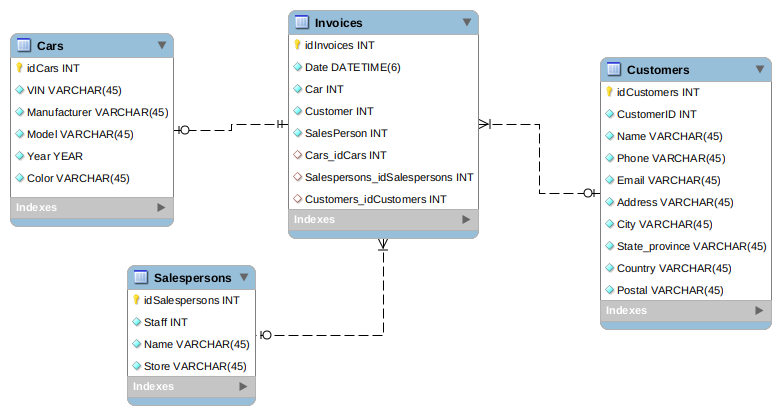 Cars
idCars INT
VIN VARCHAR(45)
Manufacturer VARCHAR(45)
Model VARCHAR(45)
Year YEAR
Color VARCHAR(45)
Indexes
Invoices
idInvoices INT
Date DATETIME(6)
Car INT
Customer INT
SalesPerson INT
Cars_idCars INT
Salespersons_idSalespersons INT
Customers_idCustomers INT
Indexes
Customers
idCustomers INT
CustomerID INT
Name VARCHAR(45)
Phone VARCHAR(45)
Email VARCHAR(45)
Address VARCHAR(45)
City VARCHAR(45)
State_province VARCHAR(45)
Country VARCHAR(45)
Postal VARCHAR(45)
Indexes
Salespersons
idSalespersons INT
Staff INT
Name VARCHAR(45)
Store VARCHAR(45)
Indexes